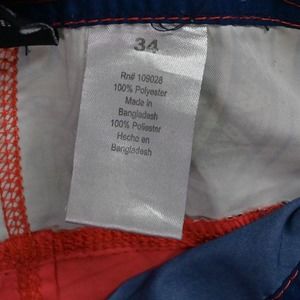 34
Rn# 109028
100% Polyester
Made in
Bangladesh
100% Poliester
Hecho en
Bangladesh